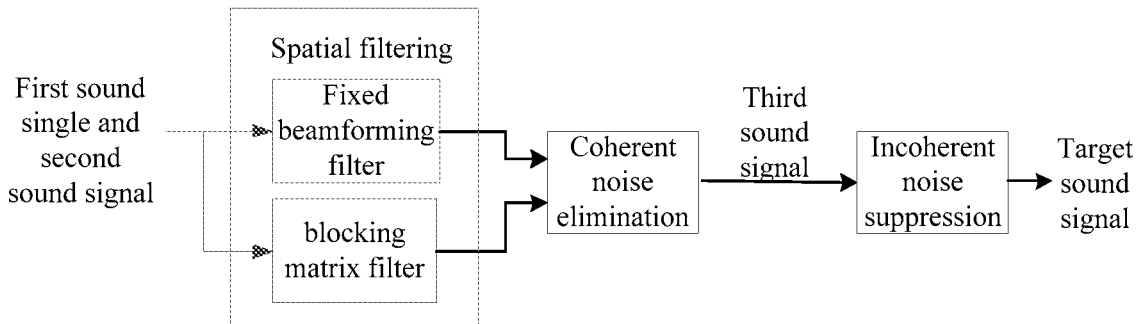 First sound
single and
second
sound signal
Spatial filtering
Fixed
beamforming
filter
blocking
matrix filter
Coherent
noise
elimination
Third
sound
signal
Incoherent
noise
suppression
Target
sound
signal